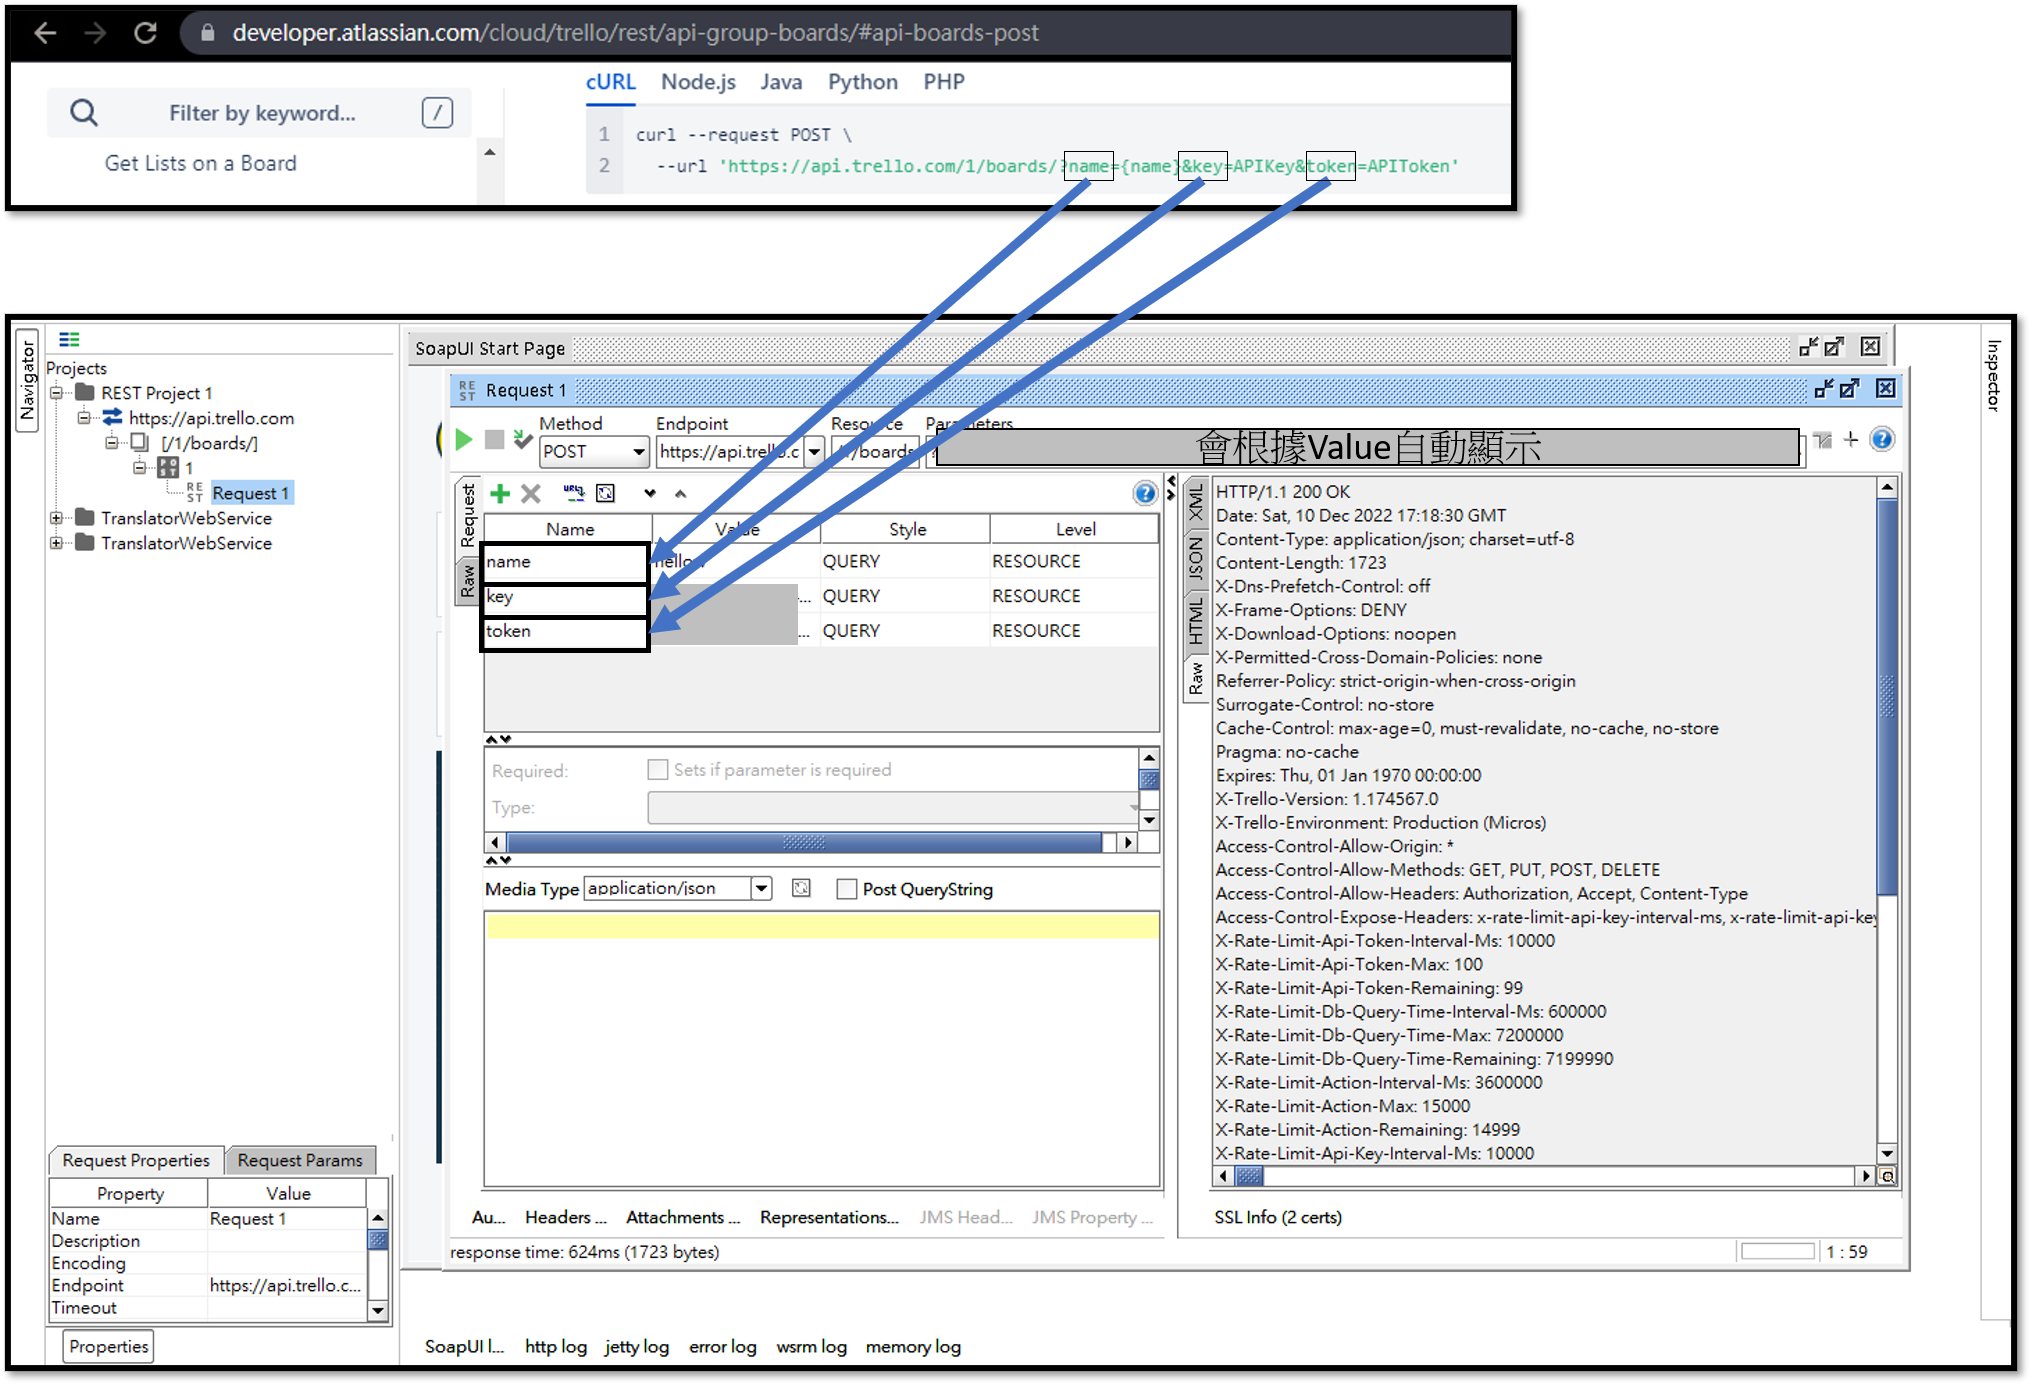 developer.atlassian.com/cloud/trello/rest/api-group-boards/#api-boards-post
Filter by keyword... /
Get Lists on a Board
cURL Node.js Java Python PHP
1 curl --request POST \
2 --url 'https://api.trello.com/1/boards/?name={name}&key=APIKey&token=APIToken'
Navigator
Projects
REST Project 1
https://api.trello.com
[/1/boards/]
1
Request 1
TranslatorWebService
TranslatorWebService
SoapUI Start Page
Request 1
Method Endpoint Resource Parameters
POST https://api.trello.c /1/boards
會根據Value自動顯示
Request
Raw
Name Value Style Level
name QUERY RESOURCE
key ... QUERY RESOURCE
token ... QUERY RESOURCE
Required: Sets if parameter is required
Type:
Media Type application/json Post QueryString
Au... Headers ... Attachments ... Representations... JMS Head... JMS Property ...
response time: 624ms (1723 bytes)
XML
JSON
HTML
Raw
HTTP/1.1 200 OK
Date: Sat, 10 Dec 2022 17:18:30 GMT
Content-Type: application/json; charset=utf-8
Content-Length: 1723
X-Dns-Prefetch-Control: off
X-Frame-Options: DENY
X-Download-Options: noopen
X-Permitted-Cross-Domain-Policies: none
Referrer-Policy: strict-origin-when-cross-origin
Surrogate-Control: no-store
Cache-Control: max-age=0, must-revalidate, no-cache, no-store
Pragma: no-cache
Expires: Thu, 01 Jan 1970 00:00:00
X-Trello-Version: 1.174567.0
X-Trello-Environment: Production (Micros)
Access-Control-Allow-Origin: *
Access-Control-Allow-Methods: GET, PUT, POST, DELETE
Access-Control-Allow-Headers: Authorization, Accept, Content-Type
Access-Control-Expose-Headers: x-rate-limit-api-key-interval-ms, x-rate-limit-api-key
X-Rate-Limit-Api-Token-Interval-Ms: 10000
X-Rate-Limit-Api-Token-Max: 100
X-Rate-Limit-Api-Token-Remaining: 99
X-Rate-Limit-Db-Query-Time-Interval-Ms: 600000
X-Rate-Limit-Db-Query-Time-Max: 7200000
X-Rate-Limit-Db-Query-Time-Remaining: 7199990
X-Rate-Limit-Action-Interval-Ms: 3600000
X-Rate-Limit-Action-Max: 15000
X-Rate-Limit-Action-Remaining: 14999
X-Rate-Limit-Api-Key-Interval-Ms: 10000
SSL Info (2 certs)
1 : 59
Inspector
Request Properties Request Params
Property Value
Name Request 1
Description
Encoding
Endpoint https://api.trello.c...
Timeout
Properties
SoapUI l... http log jetty log error log wsrm log memory log